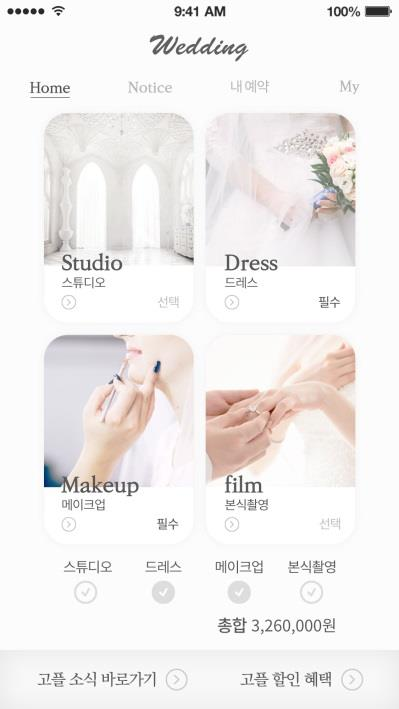 9:41 AM 100%
Wedding
Home Notice 내 예약 My
Studio
스튜디오
선택
Dress
드레스
필수
Makeup
메이크업
필수
film
본식촬영
선택
스튜디오 드레스 메이크업 본식촬영
총합 3,260,000원
고플 소식 바로가기 고플 할인 혜택